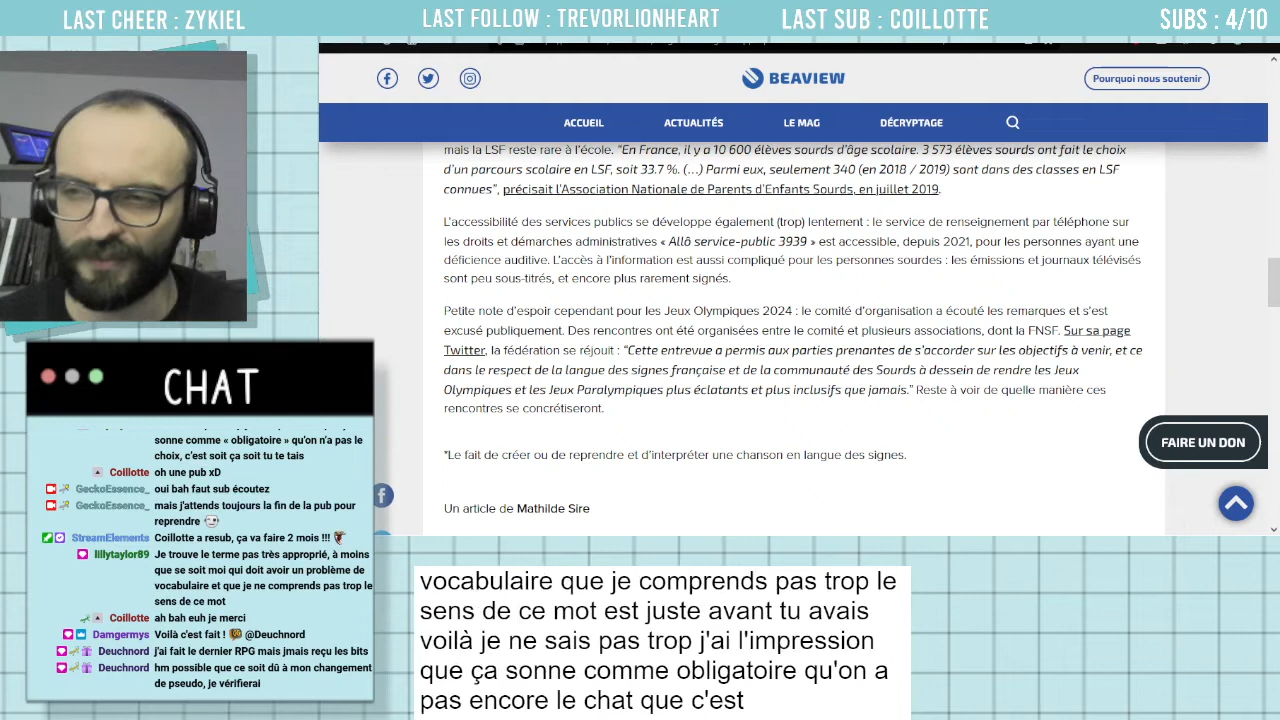 LAST CHEER : ZYKIEL
LAST FOLLOW : TREVORLIONHEART
LAST SUB : COILLOTTE
SUBS : 4/10
BEAVIEW
Pourquoi nous soutenir
ACCUEIL
ACTUALITÉS
LE MAG
DÉCRYPTAGE
mais la LSF reste rare à l'école. "En France, il y a 10 600 élèves sourds d'âge scolaire. 3 573 élèves sourds ont fait le choix
d'un parcours scolaire en LSF, soit 33.7 %. (…) Parmi eux, seulement 340 (en 2018 / 2019) sont dans des classes en LSF
connues", précisait l'Association Nationale de Parents d'Enfants Sourds, en juillet 2019.
L'accessibilité des services publics se développe également (trop) lentement : le service de renseignement par téléphone sur
les droits et démarches administratives « Allô service-public 3939 » est accessible, depuis 2021, pour les personnes ayant une
déficience auditive. L'accès à l'information est aussi compliqué pour les personnes sourdes : les émissions et journaux télévisés
sont peu sous-titrés, et encore plus rarement signés.
Petite note d'espoir cependant pour les Jeux Olympiques 2024 : le comité d'organisation a écouté les remarques et s'est
excusé publiquement. Des rencontres ont été organisées entre le comité et plusieurs associations, dont la FNSF. Sur sa page
Twitter, la fédération se réjouit : "Cette entrevue a permis aux parties prenantes de s'accorder sur les objectifs à venir, et ce
dans le respect de la langue des signes française et de la communauté des Sourds à dessein de rendre les Jeux
Olympiques et les Jeux Paralympiques plus éclatants et plus inclusifs que jamais." Reste à voir de quelle manière ces
rencontres se concrétiseront.
*Le fait de créer ou de reprendre et d'interpréter une chanson en langue des signes.
Un article de Mathilde Sire
FAIRE UN DON
CHAT
sonne comme « obligatoire » qu'on n'a pas le
choix, c'est soit ça soit tu te tais
Coillotte oh une pub xD
GeckoEssence_ oui bah faut sub écoutez
GeckoEssence_ mais j'attends toujours la fin de la pub pour
reprendre
StreamElements Coillotte a resub, ça va faire 2 mois !!!
lillytaylor89 Je trouve le terme pas très approprié, à moins
que se soit moi qui doit avoir un problème de
vocabulaire et que je ne comprends pas trop le
sens de ce mot
Coillotte ah bah euh je merci
Damgermys Voilà c'est fait ! @Deuchnord
Deuchnord j'ai fait le dernier RPG mais jmais reçu les bits
Deuchnord hm possible que ce soit dû à mon changement
de pseudo, je vérifierai
vocabulaire que je comprends pas trop le
sens de ce mot est juste avant tu avais
voilà je ne sais pas trop j'ai l'impression
que ça sonne comme obligatoire qu'on a
pas encore le chat que c'est